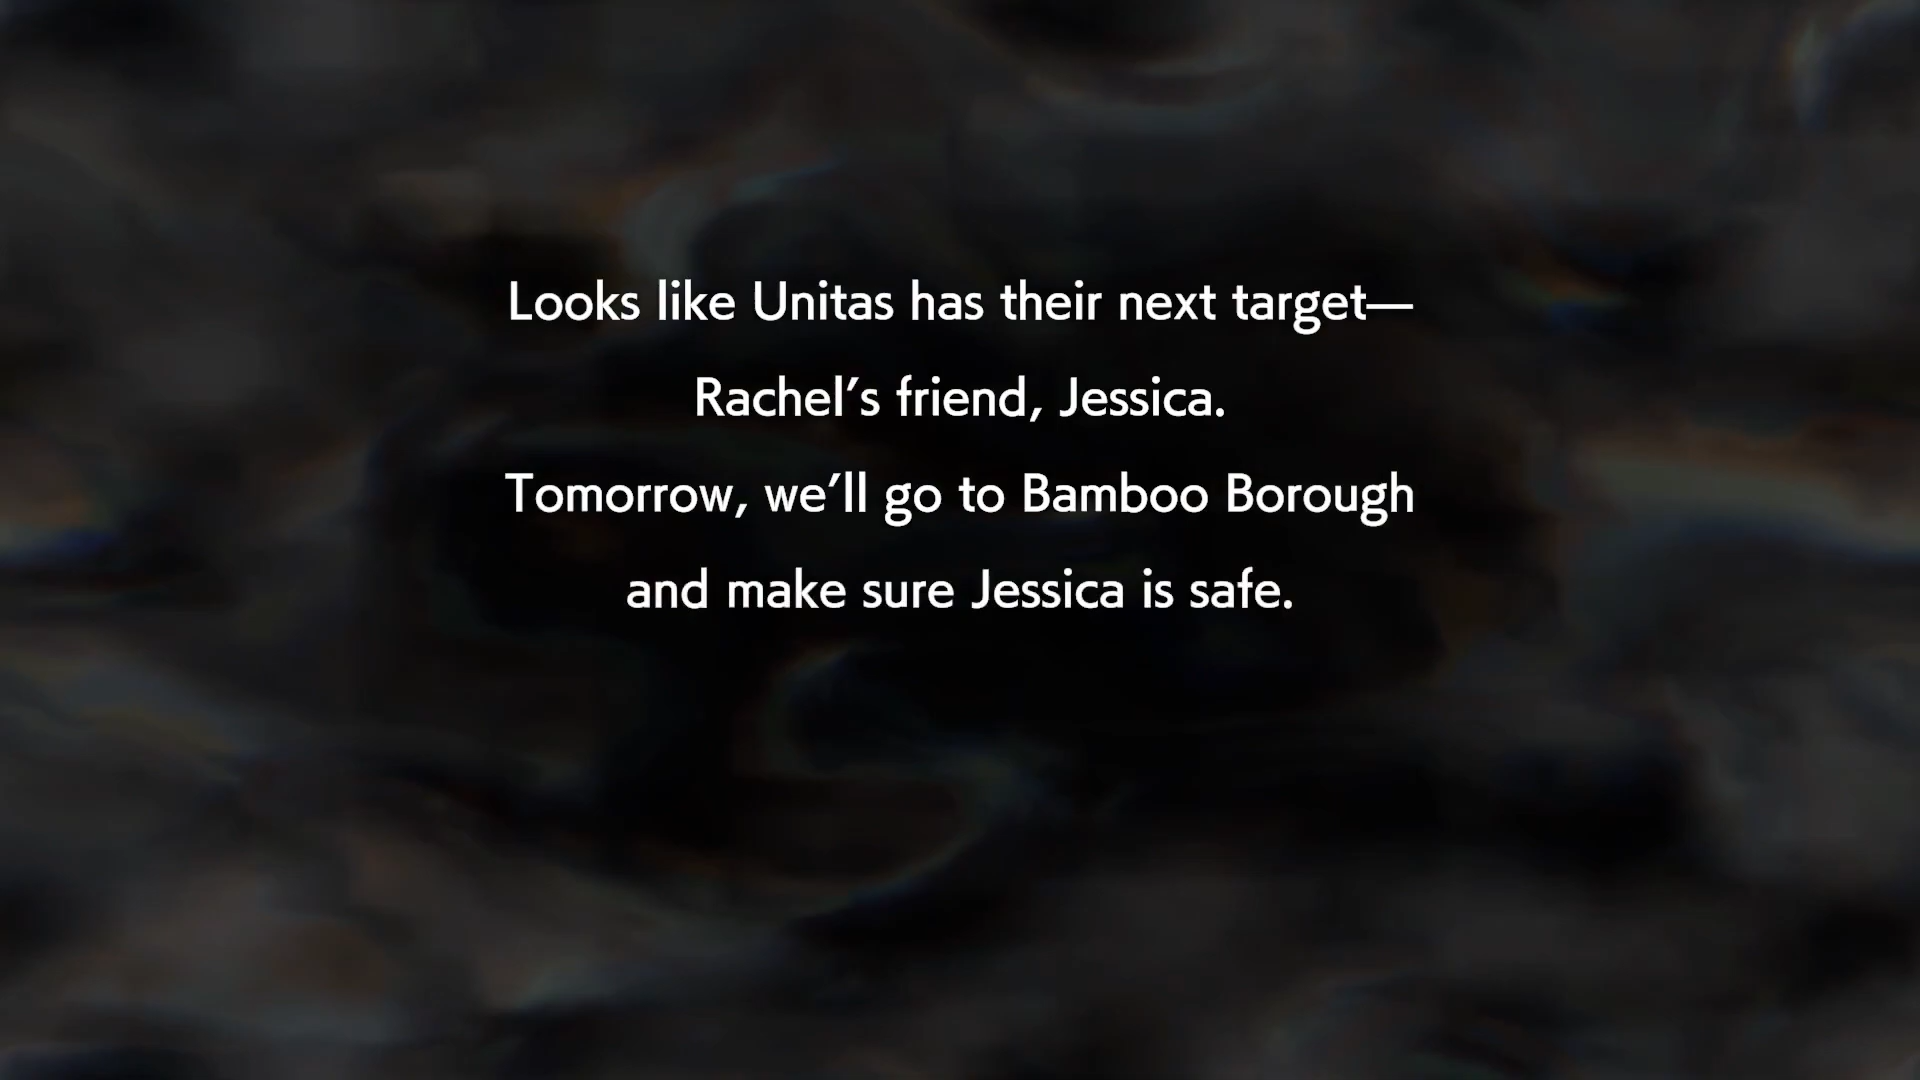 Looks like Unitas has their next target—
Rachel’s friend, Jessica.
Tomorrow, we’ll go to Bamboo Borough
and make sure Jessica is safe.